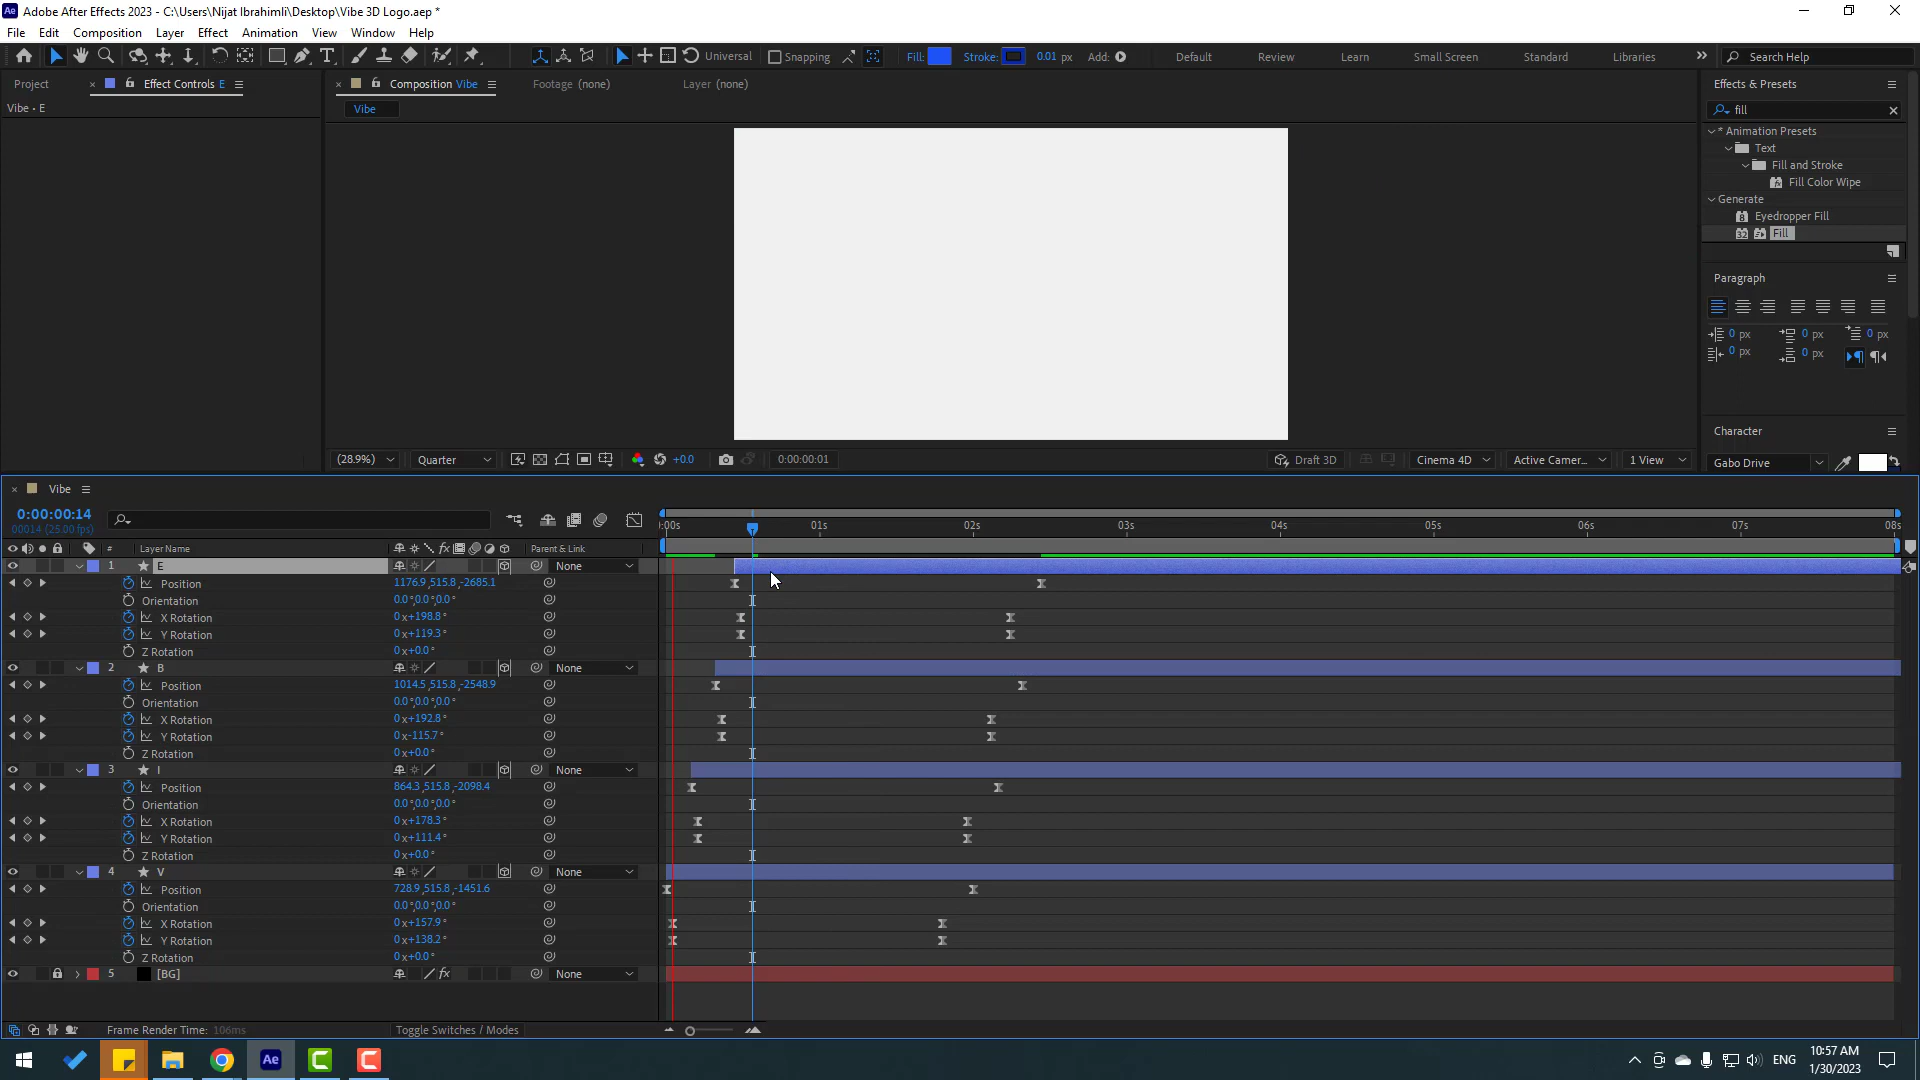 Adobe After Effects 2023 - C:\Users\Nijat Ibrahimli\Desktop\Vibe 3D Logo.aep *
File Edit Composition Layer Effect Animation View Window Help
Universal Snapping Fill: Stroke: 0.01 px Add: Default Review Learn Small Screen Standard Libraries Search Help
Project Effect Controls E Composition Vibe Footage (none) Layer (none) Effects & Presets
Vibe • E Vibe fill
* Animation Presets
Text
Fill and Stroke
Fill Color Wipe
Generate
Eyedropper Fill
Fill
Paragraph
0 px 0 px 0 px
0 px 0 px
Character
(28.9%) Quarter +0.0 0:00:00:01 Draft 3D Cinema 4D Active Camer... 1 View Gabo Drive
Vibe
0:00:00:14
00014 (25.00 fps)
:00s 01s 02s 03s 04s 05s 06s 07s 08s
# Layer Name Parent & Link
1 E None
Position 1176.9,515.8,-2685.1
Orientation 0.0°,0.0°,0.0°
X Rotation 0x+198.8°
Y Rotation 0x+119.3°
Z Rotation 0x+0.0°
2 B None
Position 1014.5,515.8,-2548.9
Orientation 0.0°,0.0°,0.0°
X Rotation 0x+192.8°
Y Rotation 0x-115.7°
Z Rotation 0x+0.0°
3 I None
Position 864.3,515.8,-2098.4
Orientation 0.0°,0.0°,0.0°
X Rotation 0x+178.3°
Y Rotation 0x+111.4°
Z Rotation 0x+0.0°
4 V None
Position 728.9,515.8,-1451.6
Orientation 0.0°,0.0°,0.0°
X Rotation 0x+157.9°
Y Rotation 0x+138.2°
Z Rotation 0x+0.0°
5 [BG] None
Frame Render Time: 106ms Toggle Switches / Modes
ENG
10:57 AM
1/30/2023